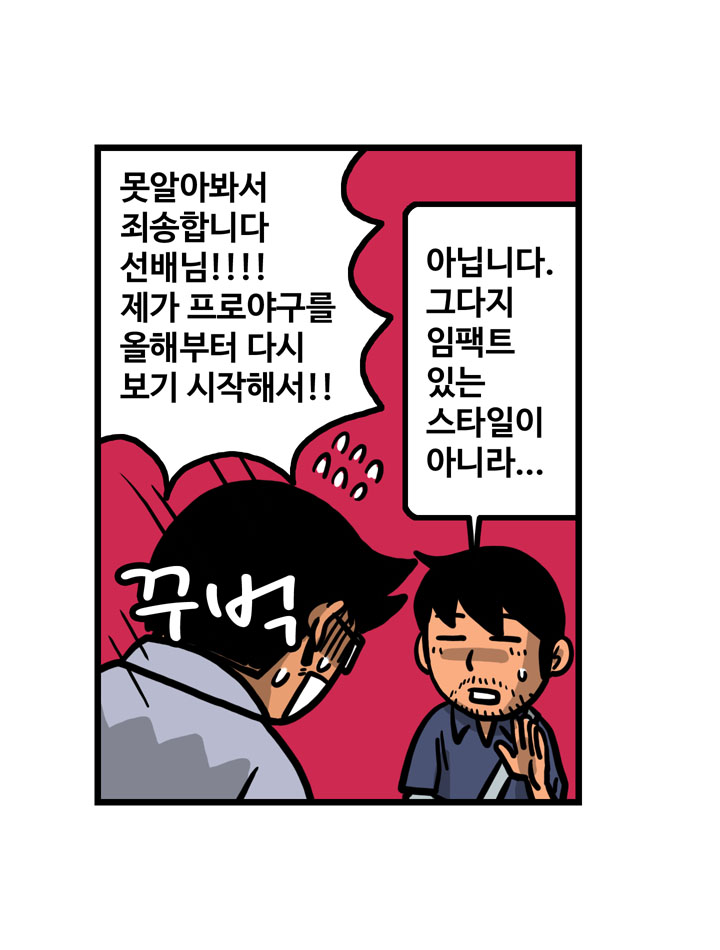 못알아봐서
죄송합니다
선배님!!!!
제가 프로야구를
올해부터 다시
보기 시작해서!!
아닙니다.
그다지
임팩트
있는
스타일이
아니라...
꾸벅